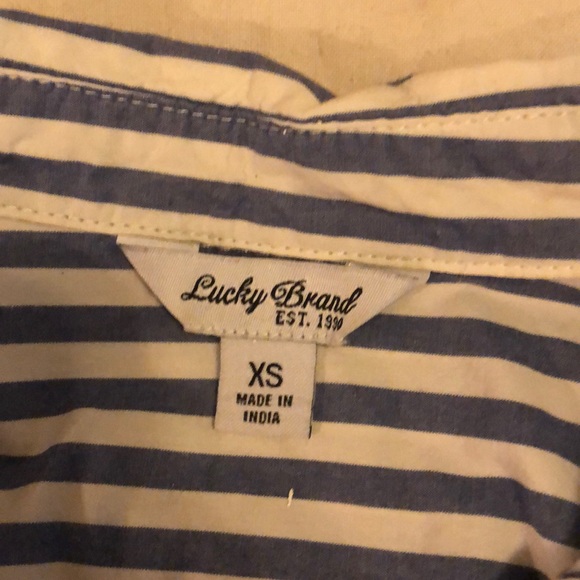 Lucky Brand
EST. 1990
XS
MADE IN
INDIA